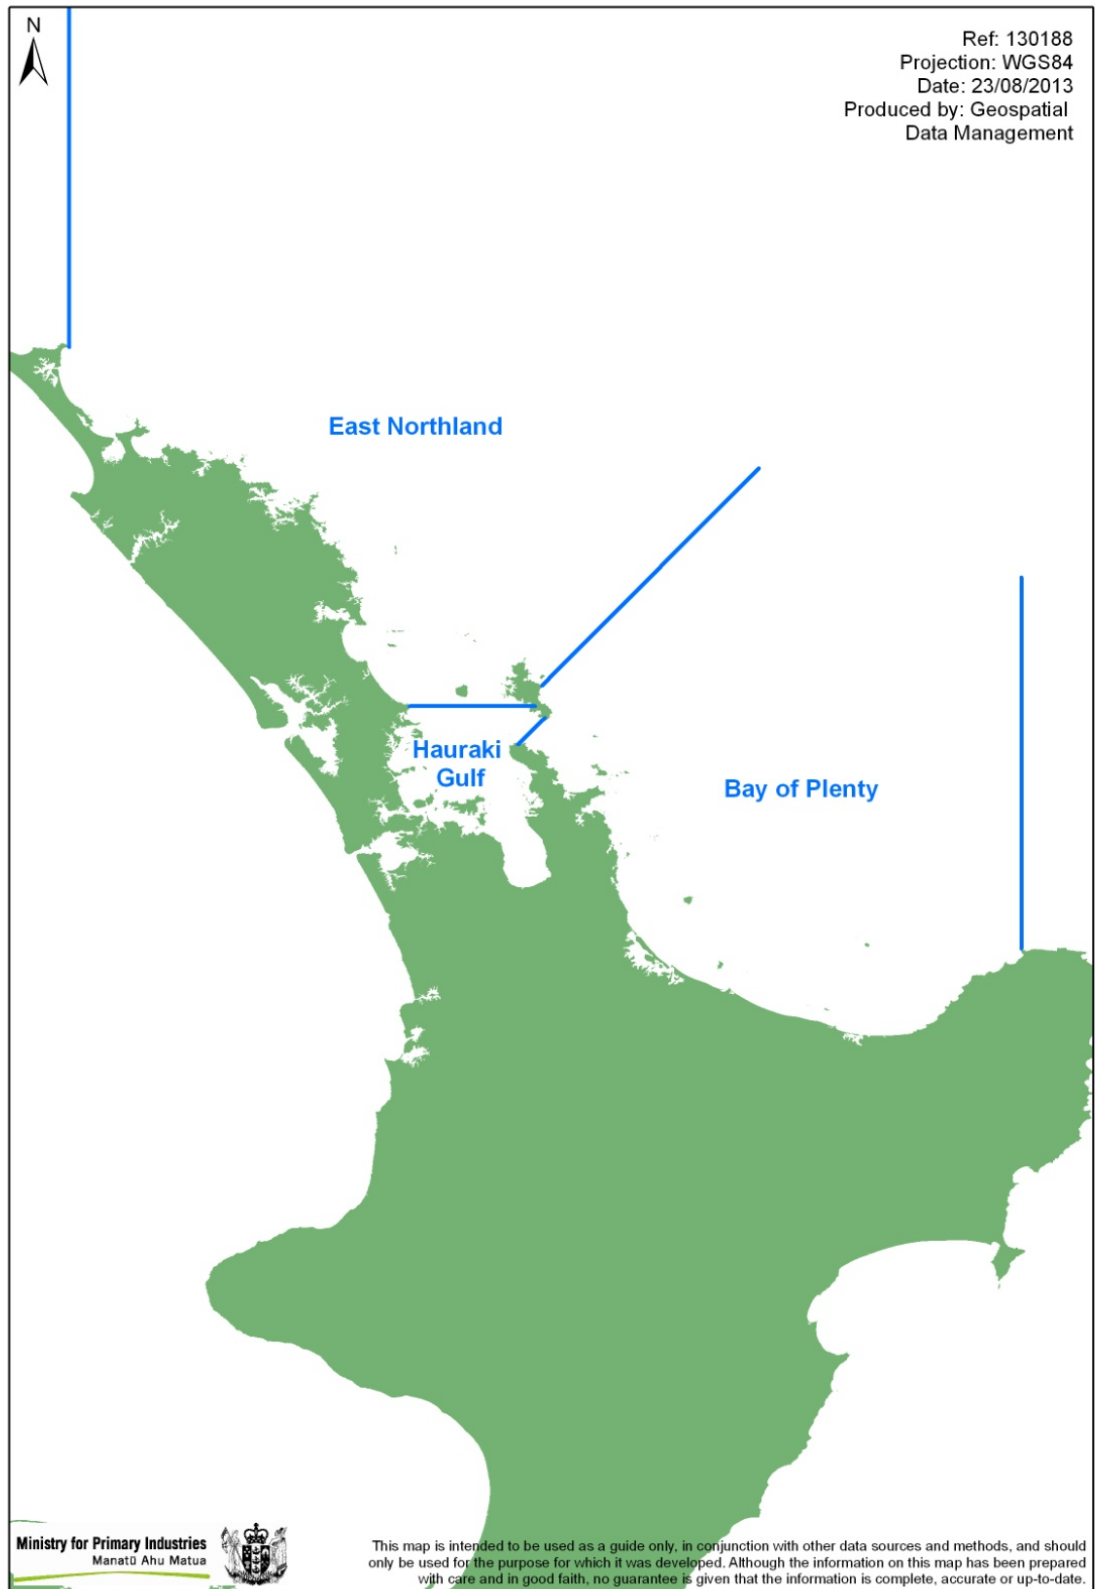 N
Ref: 130188
Projection: WGS84
Date: 23/08/2013
Produced by: Geospatial
Data Management
East Northland
Hauraki
Gulf
Bay of Plenty
Ministry for Primary Industries
Manatū Ahu Matua
This map is intended to be used as a guide only, in conjunction with other data sources and methods, and should
only be used for the purpose for which it was developed. Although the information on this map has been prepared
with care and in good faith, no guarantee is given that the information is complete, accurate or up-to-date.